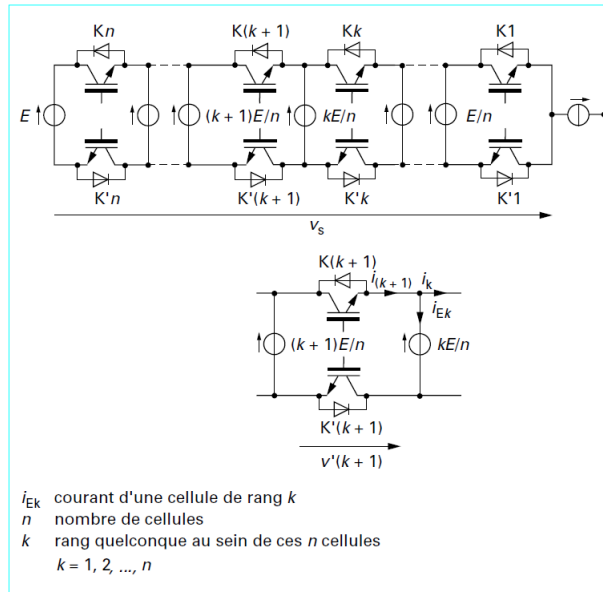 Kn K(k + 1) Kk K1
E (k + 1)E/n kE/n E/n
K'n K'(k + 1) K'k K'1
vs
K(k + 1)
i(k + 1) ik
iEk
(k + 1)E/n kE/n
K'(k + 1)
v'(k + 1)
iEk courant d'une cellule de rang k
n nombre de cellules
k rang quelconque au sein de ces n cellules
k = 1, 2, ..., n